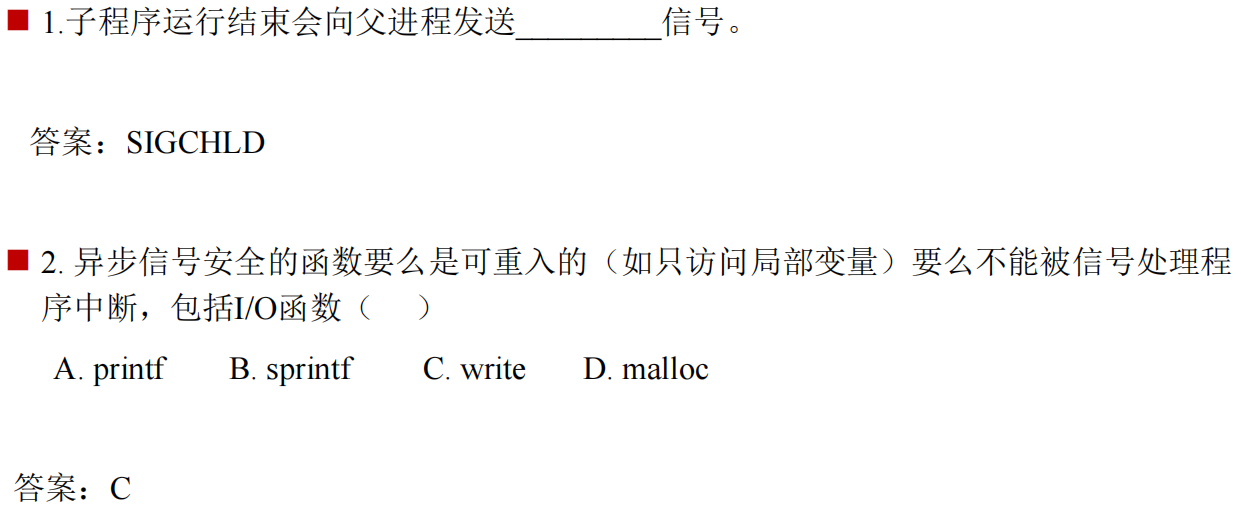 1.子程序运行结束会向父进程发送_________信号。
答案：SIGCHLD
2. 异步信号安全的函数要么是可重入的（如只访问局部变量）要么不能被信号处理程
序中断，包括I/O函数（ ）
A. printf B. sprintf C. write D. malloc
答案：C